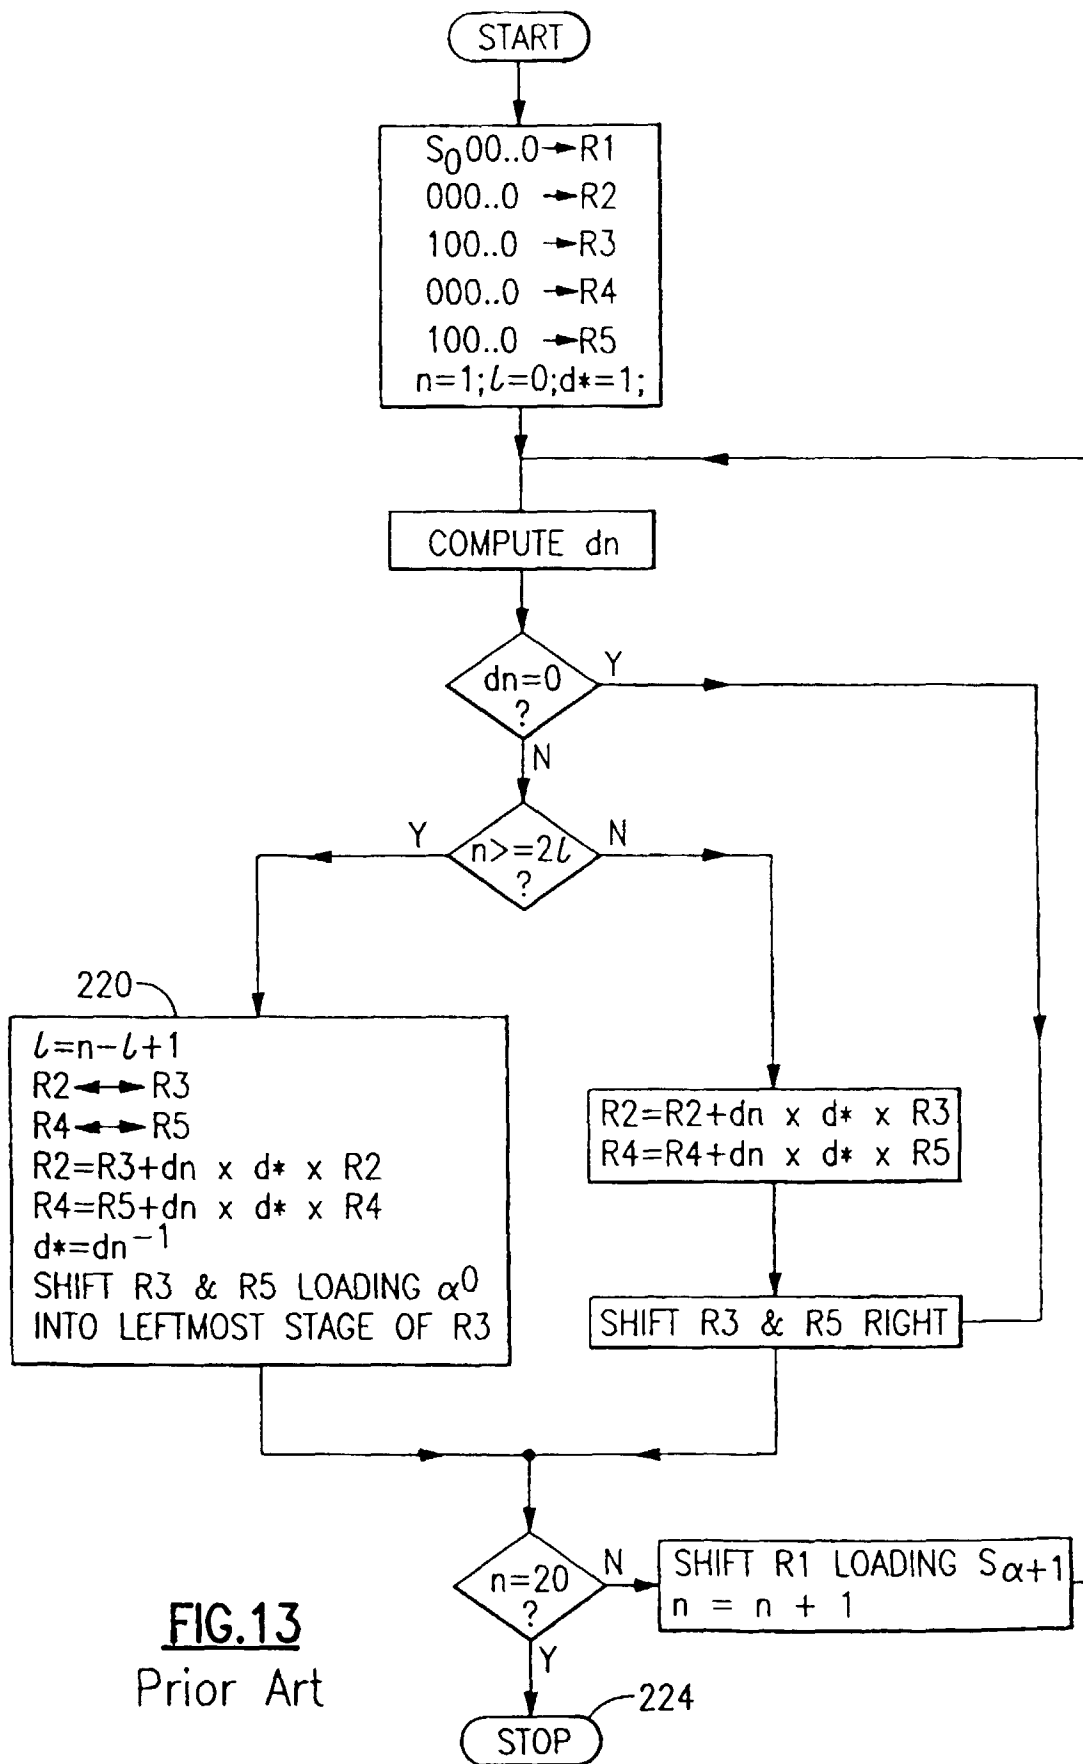 START
S₀00..0→R1
000..0 →R2
100..0 →R3
000..0 →R4
100..0 →R5
n=1;l=0;d*=1;
COMPUTE dn
dn=0
?
Y
N
n>=2l
?
Y
N
220
l=n-l+1
R2↔R3
R4↔R5
R2=R3+dn x d* x R2
R4=R5+dn x d* x R4
d*=dn⁻¹
SHIFT R3 & R5 LOADING α⁰
INTO LEFTMOST STAGE OF R3
R2=R2+dn x d* x R3
R4=R4+dn x d* x R5
SHIFT R3 & R5 RIGHT
n=20
?
N
Y
SHIFT R1 LOADING Sα+1
n = n + 1
STOP
224
FIG.13
Prior Art